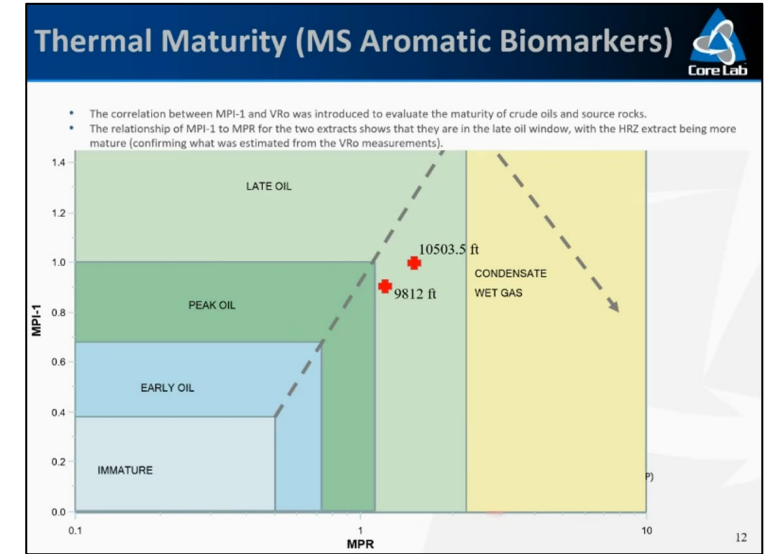 Thermal Maturity (MS Aromatic Biomarkers)
Core Lab
• The correlation between MPI-1 and VRo was introduced to evaluate the maturity of crude oils and source rocks.
• The relationship of MPI-1 to MPR for the two extracts shows that they are in the late oil window, with the HRZ extract being more
mature (confirming what was estimated from the VRo measurements).
1.4
LATE OIL
1.2
10503.5 ft
1.0
CONDENSATE
WET GAS
9812 ft
PEAK OIL
0.8
MPI-1
0.6
EARLY OIL
0.4
0.2
IMMATURE
P)
0.0
0.1
1
10
MPR
12